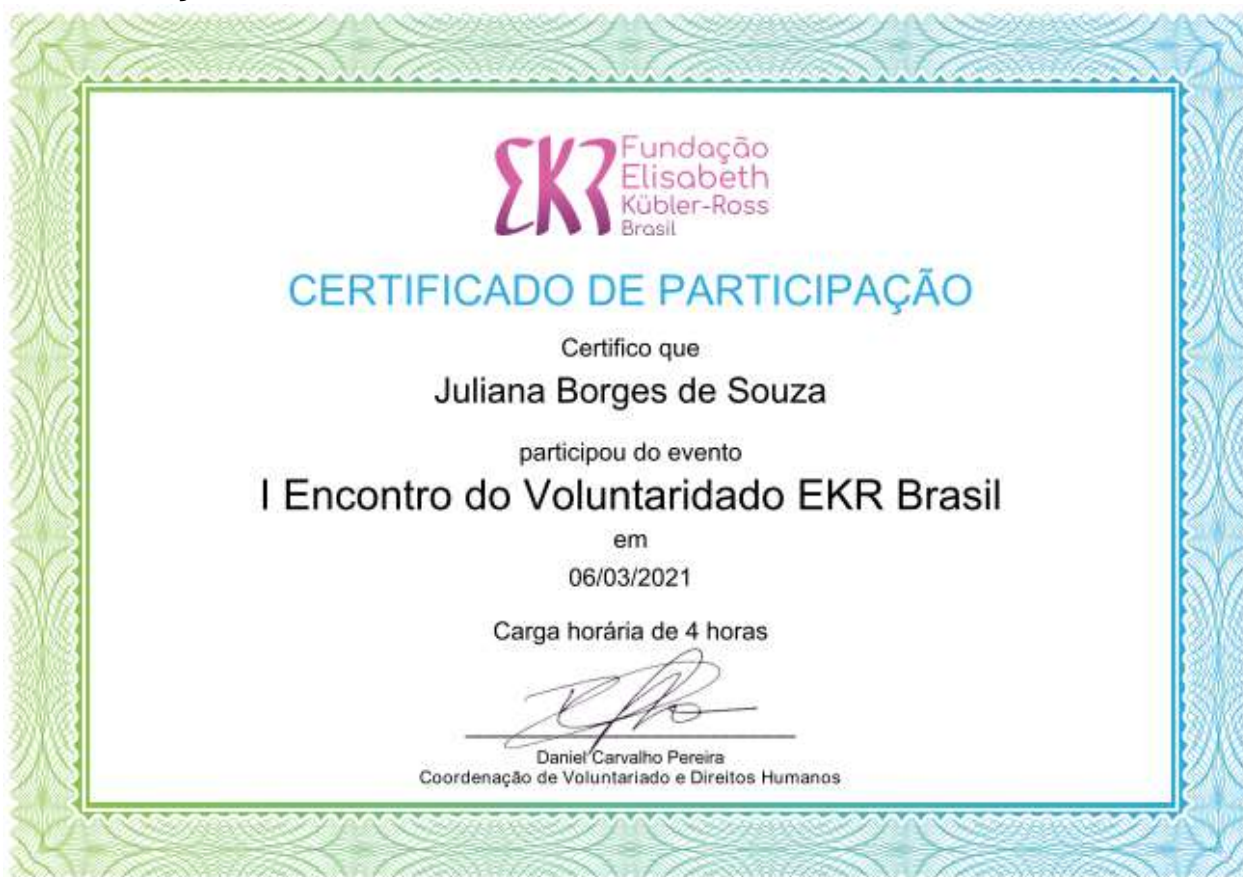 EKR Fundação
Elisabeth
Kübler-Ross
Brasil
CERTIFICADO DE PARTICIPAÇÃO
Certifico que
Juliana Borges de Souza
participou do evento
I Encontro do Voluntaridado EKR Brasil
em
06/03/2021
Carga horária de 4 horas
Daniel Carvalho Pereira
Coordenação de Voluntariado e Direitos Humanos